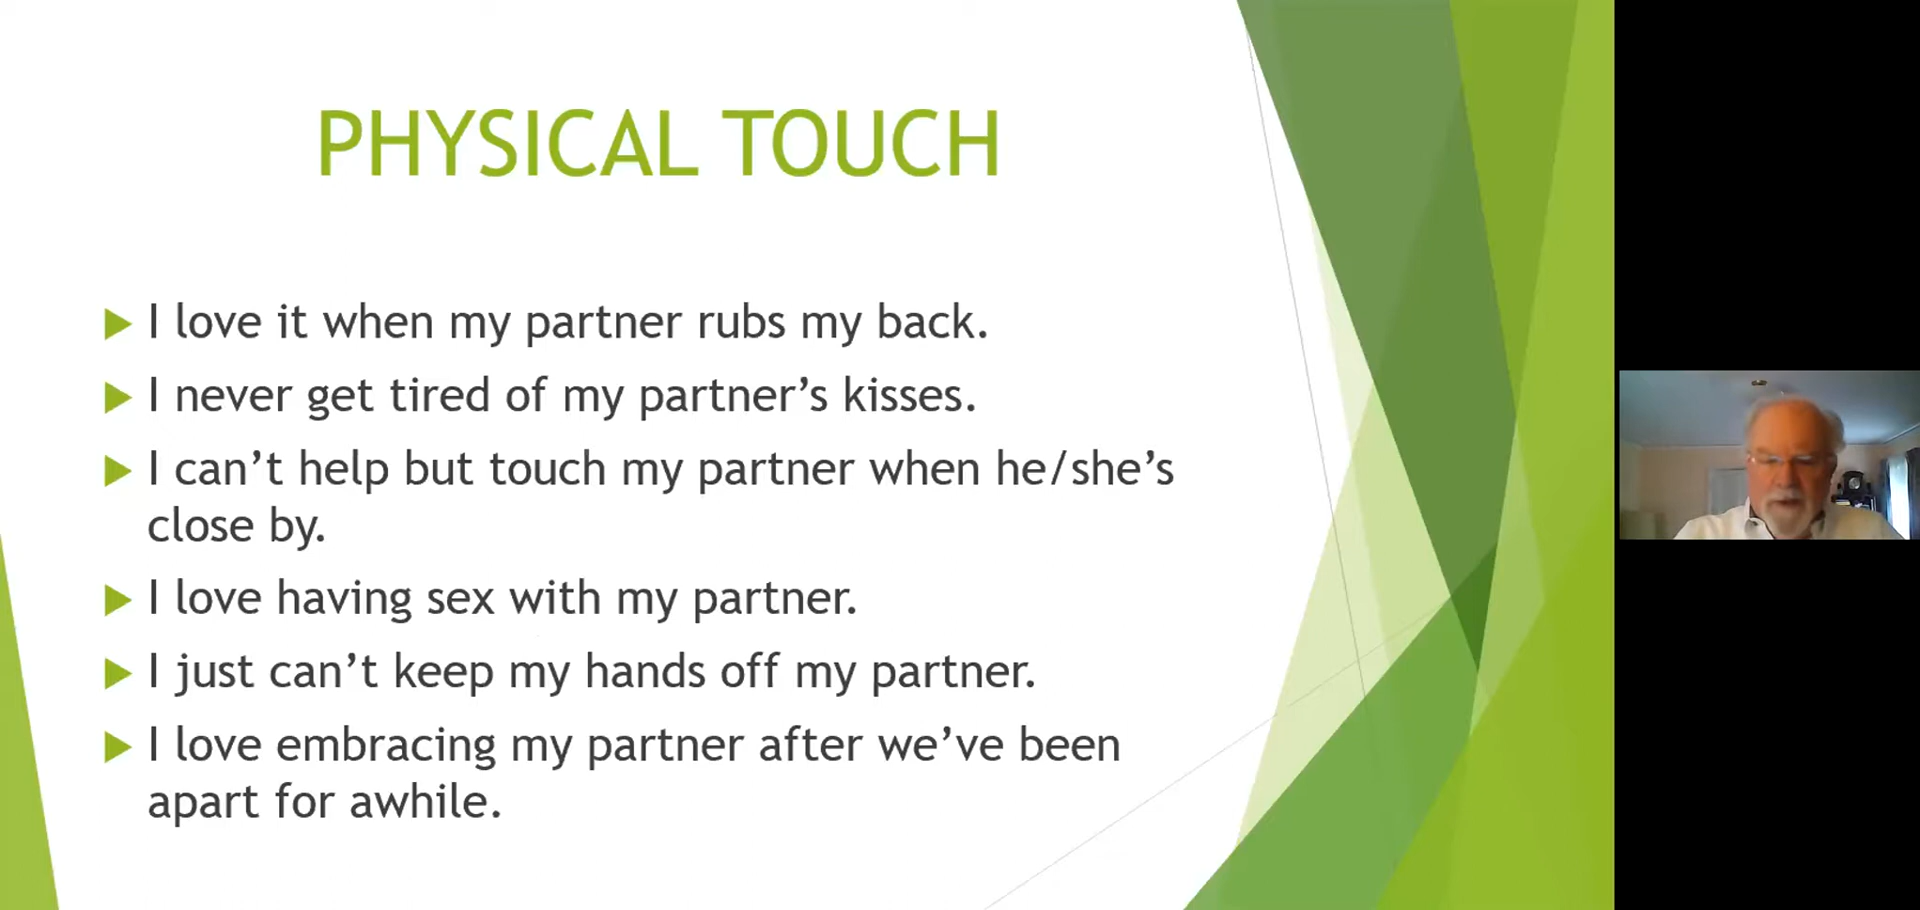 PHYSICAL TOUCH
I love it when my partner rubs my back.
I never get tired of my partner’s kisses.
I can’t help but touch my partner when he/she’s
close by.
I love having sex with my partner.
I just can’t keep my hands off my partner.
I love embracing my partner after we’ve been
apart for awhile.